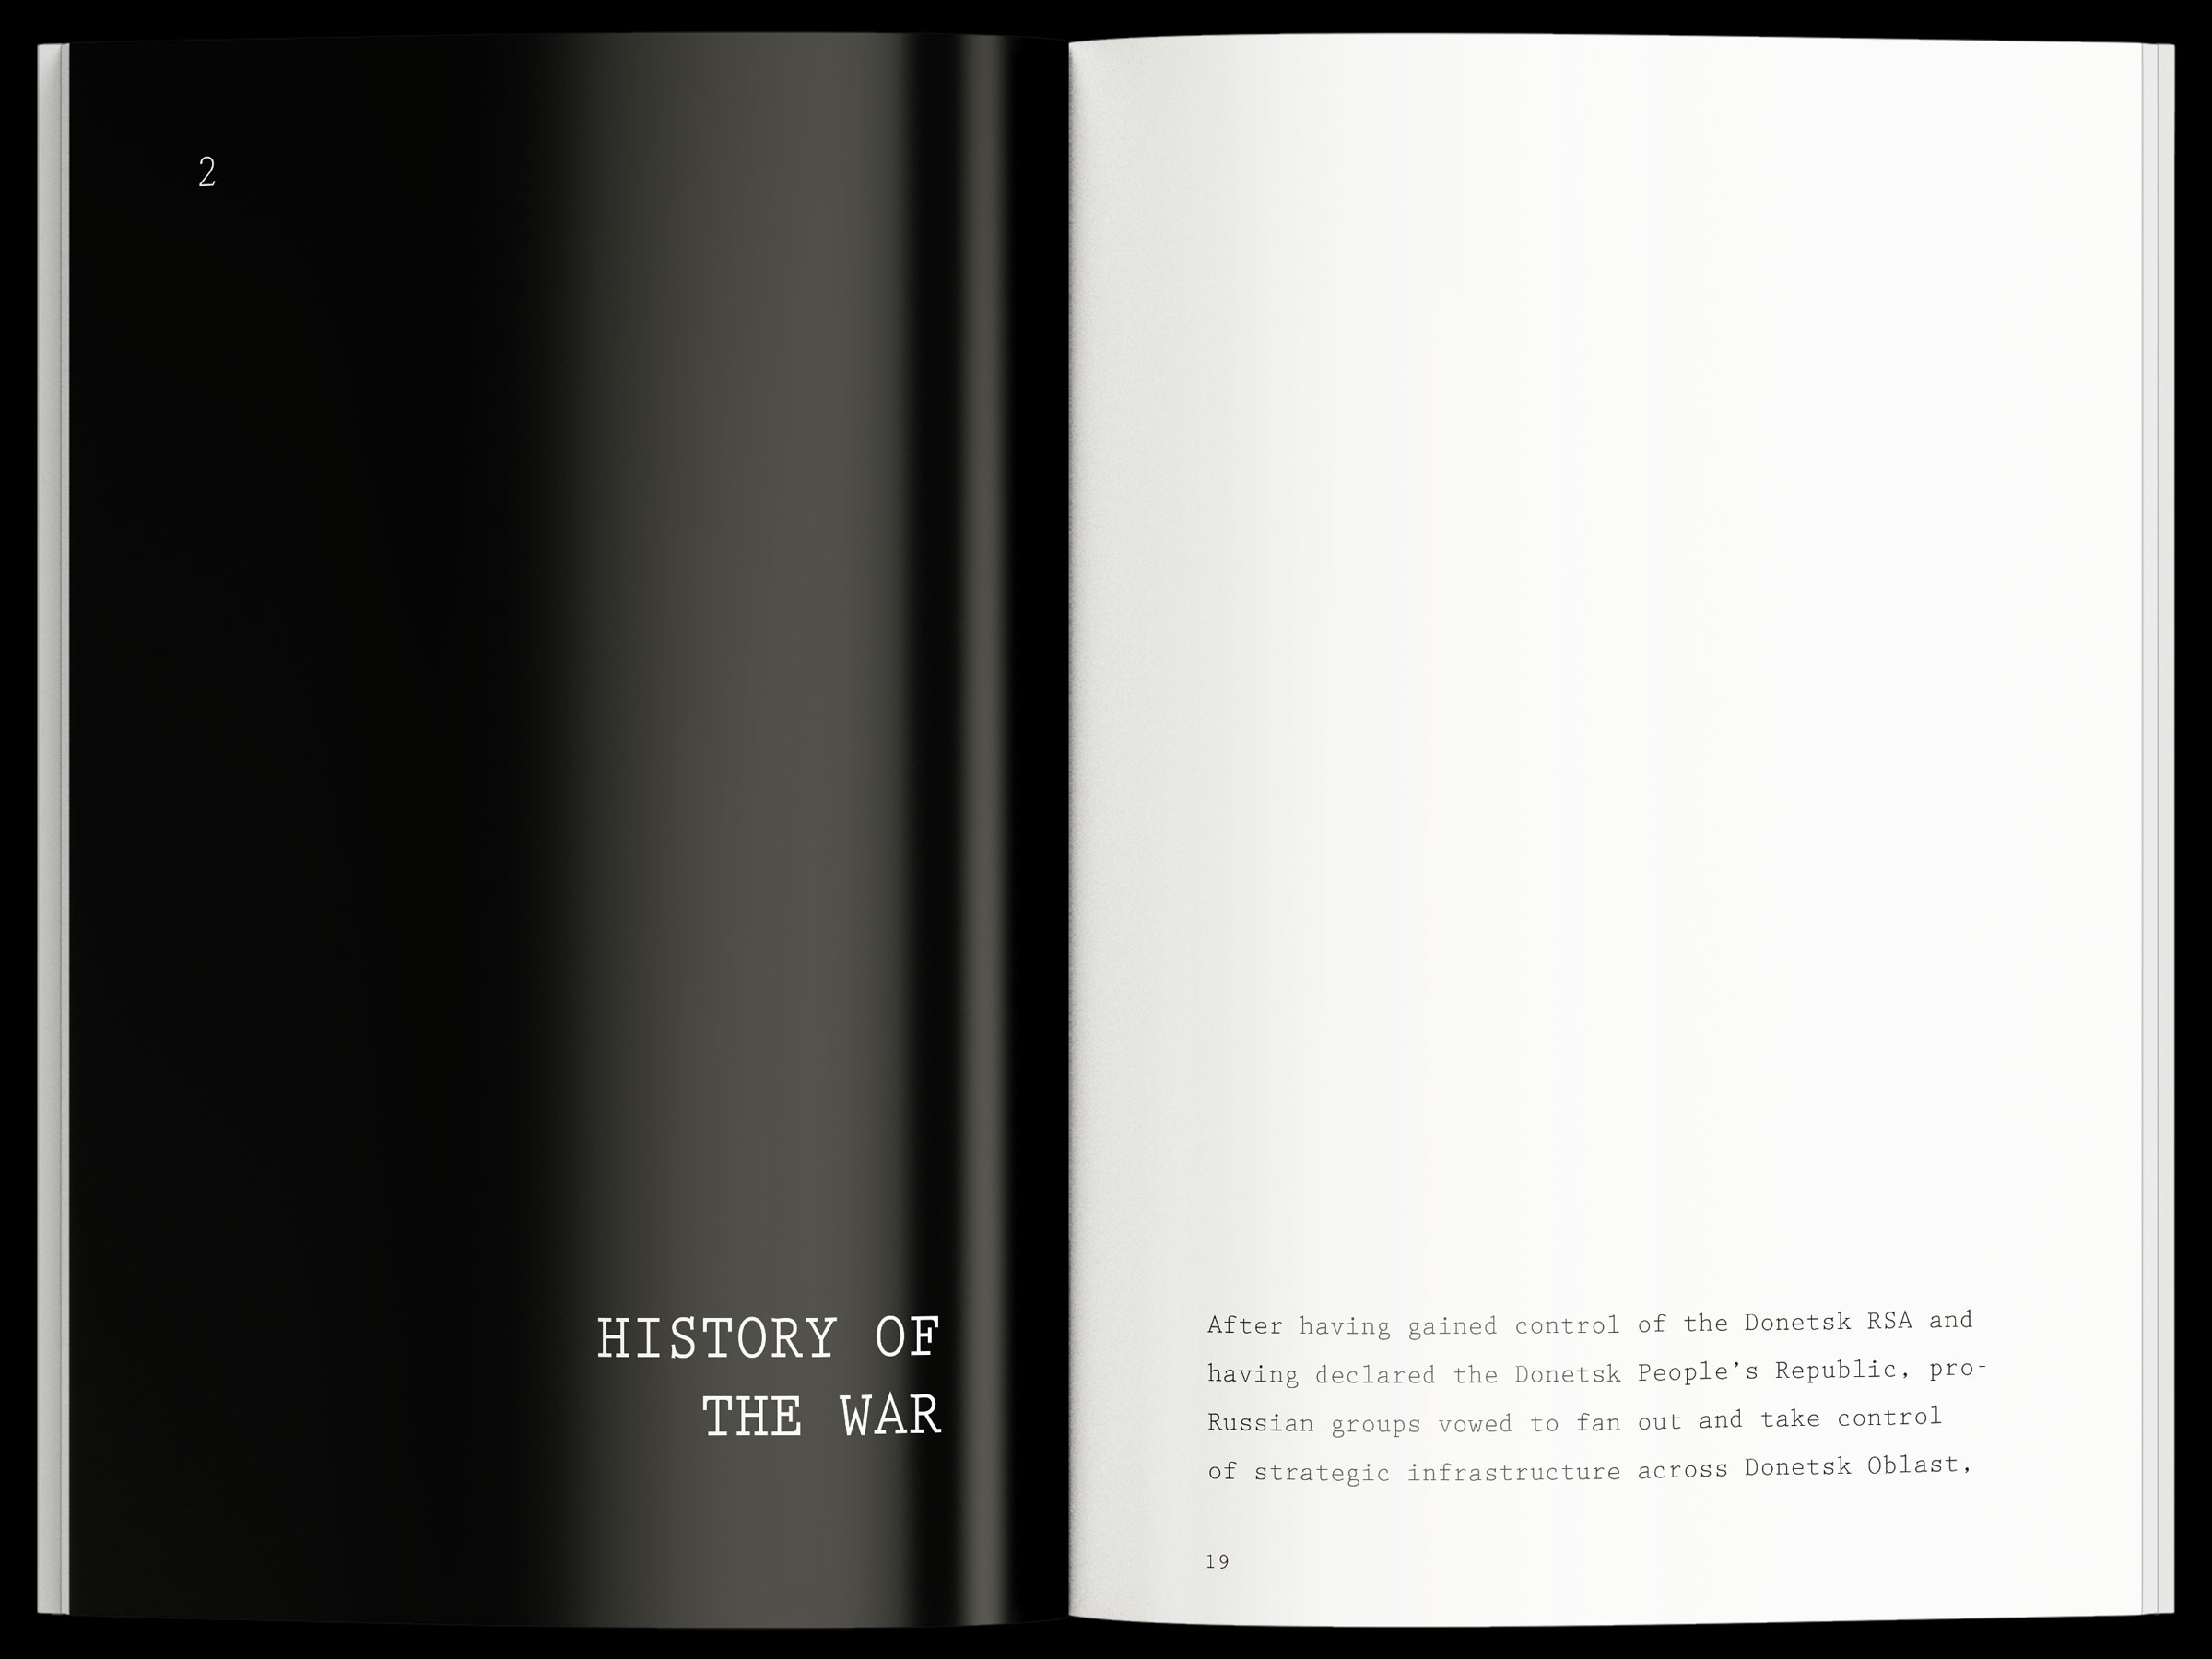 2
HISTORY OF
THE WAR
After having gained control of the Donetsk RSA and
having declared the Donetsk People’s Republic, pro-
Russian groups vowed to fan out and take control
of strategic infrastructure across Donetsk Oblast,
19